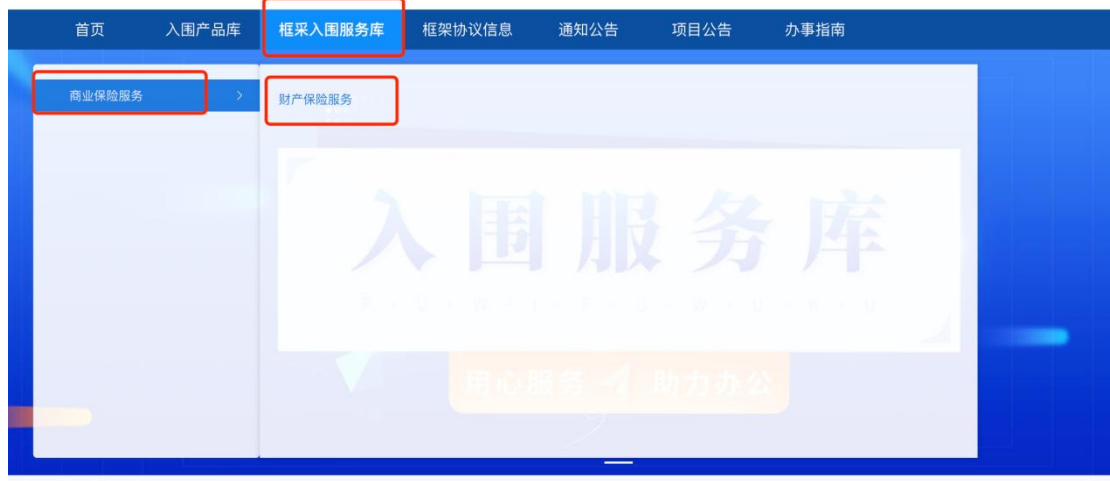 首页 入围产品库 框采入围服务库 框架协议信息 通知公告 项目公告 办事指南
商业保险服务 >
财产保险服务
入围服务库
R·U·W·I·F·U·W·U·K·U
用心服务 助力办公